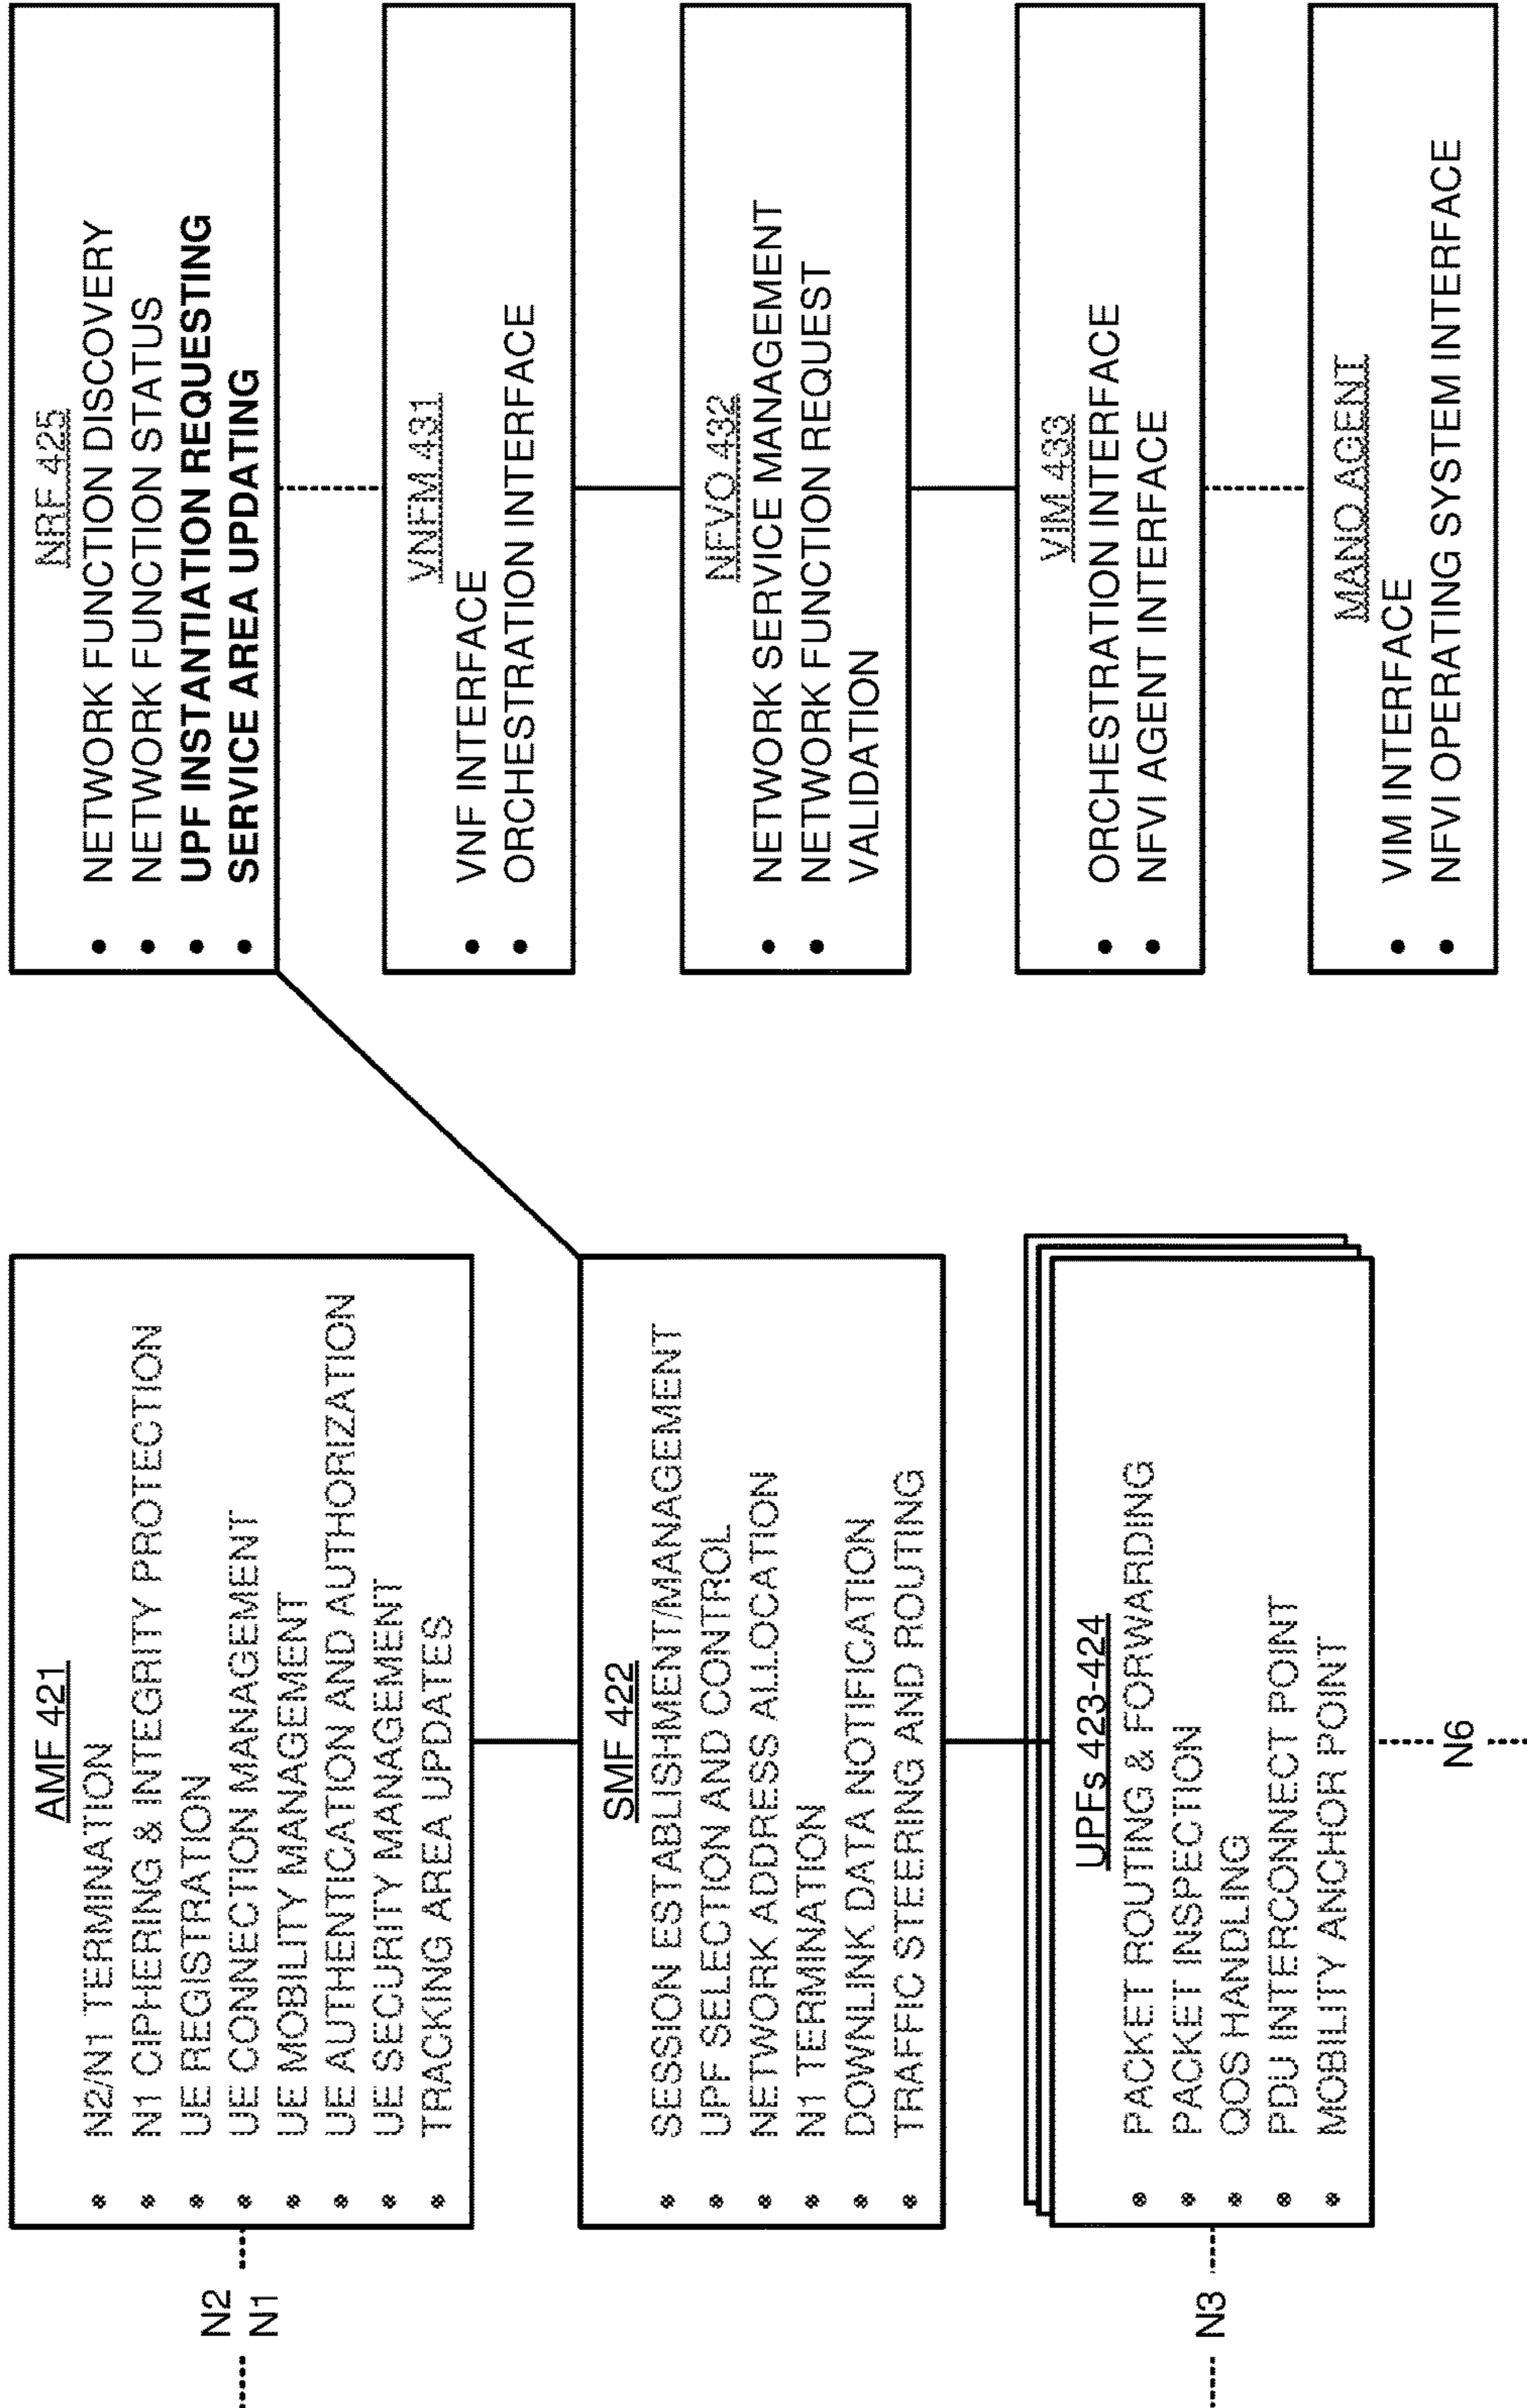 AMF 421
• N2/N1 TERMINATION
• N1 CIPHERING & INTEGRITY PROTECTION
• UE REGISTRATION
• UE CONNECTION MANAGEMENT
• UE MOBILITY MANAGEMENT
• UE AUTHENTICATION AND AUTHORIZATION
• UE SECURITY MANAGEMENT
• TRACKING AREA UPDATES
N2
N1
SMF 422
• SESSION ESTABLISHMENT/MANAGEMENT
• UPF SELECTION AND CONTROL
• NETWORK ADDRESS ALLOCATION
• N1 TERMINATION
• DOWNLINK DATA NOTIFICATION
• TRAFFIC STEERING AND ROUTING
UPFs 423-424
• PACKET ROUTING & FORWARDING
• PACKET INSPECTION
• QOS HANDLING
• PDU INTERCONNECT POINT
• MOBILITY ANCHOR POINT
N3
N6
NRF 425
• NETWORK FUNCTION DISCOVERY
• NETWORK FUNCTION STATUS
• UPF INSTANTIATION REQUESTING
• SERVICE AREA UPDATING
VNFM 431
• VNF INTERFACE
• ORCHESTRATION INTERFACE
NFVO 432
• NETWORK SERVICE MANAGEMENT
• NETWORK FUNCTION REQUEST
VALIDATION
VIM 433
• ORCHESTRATION INTERFACE
• NFVI AGENT INTERFACE
MANO AGENT
• VIM INTERFACE
• NFVI OPERATING SYSTEM INTERFACE